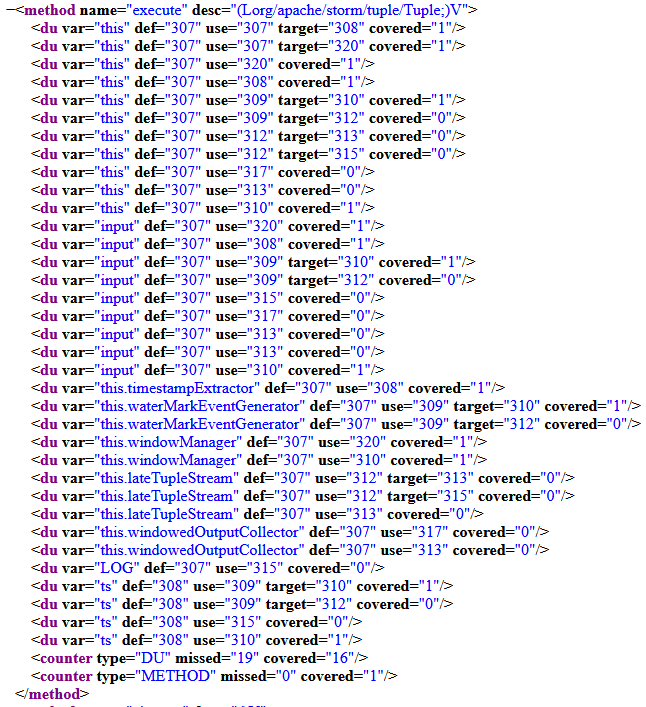 −<method name="execute" desc="(Lorg/apache/storm/tuple/Tuple;)V">
<du var="this" def="307" use="307" target="308" covered="1"/>
<du var="this" def="307" use="307" target="320" covered="1"/>
<du var="this" def="307" use="320" covered="1"/>
<du var="this" def="307" use="308" covered="1"/>
<du var="this" def="307" use="309" target="310" covered="1"/>
<du var="this" def="307" use="309" target="312" covered="0"/>
<du var="this" def="307" use="312" target="313" covered="0"/>
<du var="this" def="307" use="312" target="315" covered="0"/>
<du var="this" def="307" use="317" covered="0"/>
<du var="this" def="307" use="313" covered="0"/>
<du var="this" def="307" use="310" covered="1"/>
<du var="input" def="307" use="320" covered="1"/>
<du var="input" def="307" use="308" covered="1"/>
<du var="input" def="307" use="309" target="310" covered="1"/>
<du var="input" def="307" use="309" target="312" covered="0"/>
<du var="input" def="307" use="315" covered="0"/>
<du var="input" def="307" use="317" covered="0"/>
<du var="input" def="307" use="313" covered="0"/>
<du var="input" def="307" use="313" covered="0"/>
<du var="input" def="307" use="310" covered="1"/>
<du var="this.timestampExtractor" def="307" use="308" covered="1"/>
<du var="this.waterMarkEventGenerator" def="307" use="309" target="310" covered="1"/>
<du var="this.waterMarkEventGenerator" def="307" use="309" target="312" covered="0"/>
<du var="this.windowManager" def="307" use="320" covered="1"/>
<du var="this.windowManager" def="307" use="310" covered="1"/>
<du var="this.lateTupleStream" def="307" use="312" target="313" covered="0"/>
<du var="this.lateTupleStream" def="307" use="312" target="315" covered="0"/>
<du var="this.lateTupleStream" def="307" use="313" covered="0"/>
<du var="this.windowedOutputCollector" def="307" use="317" covered="0"/>
<du var="this.windowedOutputCollector" def="307" use="313" covered="0"/>
<du var="LOG" def="307" use="315" covered="0"/>
<du var="ts" def="308" use="309" target="310" covered="1"/>
<du var="ts" def="308" use="309" target="312" covered="0"/>
<du var="ts" def="308" use="315" covered="0"/>
<du var="ts" def="308" use="310" covered="1"/>
<counter type="DU" missed="19" covered="16"/>
<counter type="METHOD" missed="0" covered="1"/>
</method>